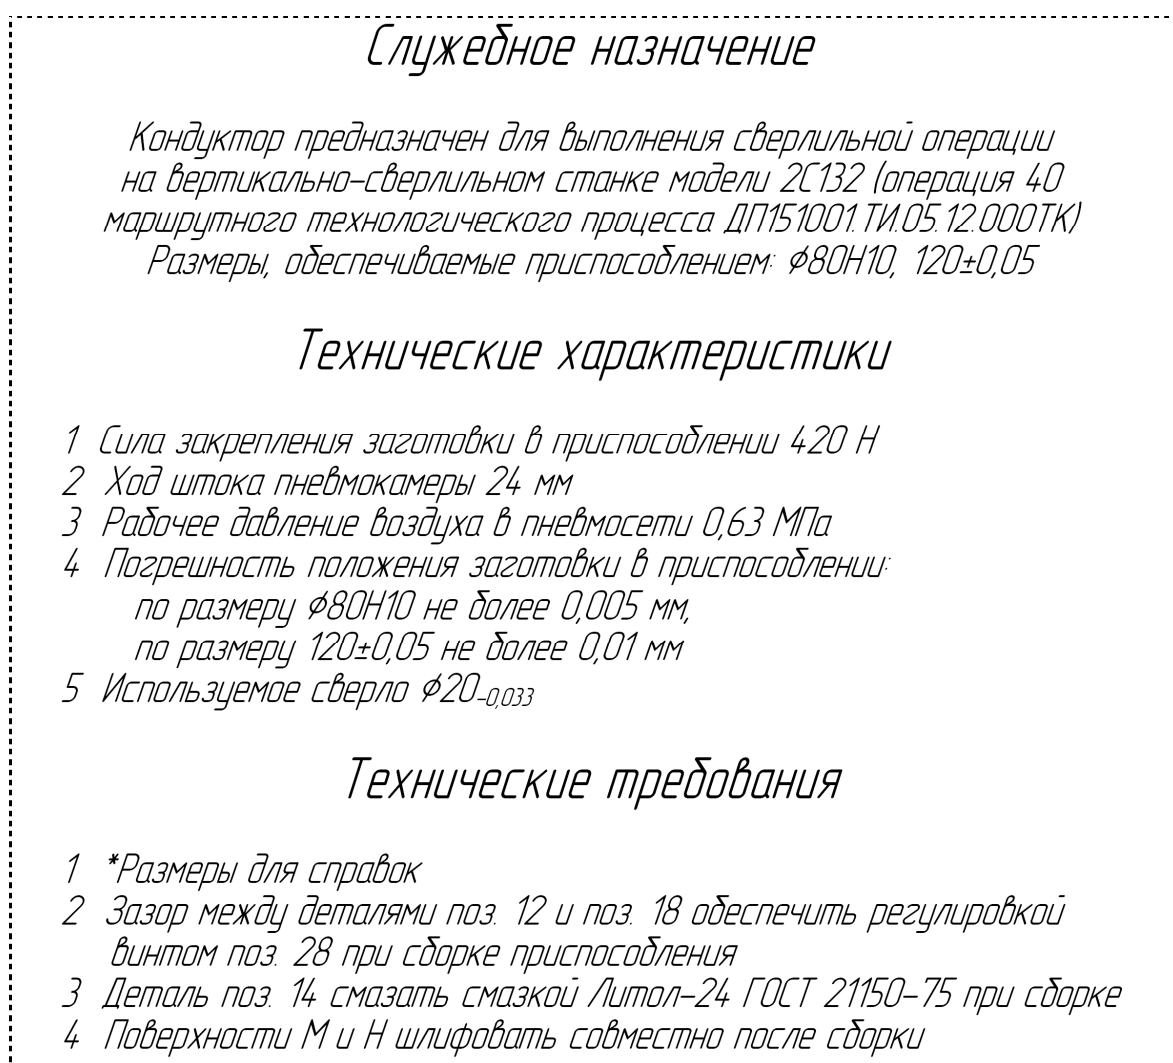 Служебное назначение
Кондуктор предназначен для выполнения сверлильной операции
на вертикально-сверлильном станке модели 2С132 (операция 40
маршрутного технологического процесса ДП151001.ТИ.05.12.000ТК)
Размеры, обеспечиваемые приспособлением: ϕ80Н10, 120±0,05
Технические характеристики
1 Сила закрепления заготовки в приспособлении 420 Н
2 Ход штока пневмокамеры 24 мм
3 Рабочее давление воздуха в пневмосети 0,63 МПа
4 Погрешность положения заготовки в приспособлении:
по размеру ϕ80Н10 не более 0,005 мм,
по размеру 120±0,05 не более 0,01 мм
5 Используемое сверло ϕ20-0,033
Технические требования
1 *Размеры для справок
2 Зазор между деталями поз. 12 и поз. 18 обеспечить регулировкой
винтом поз. 28 при сборке приспособления
3 Деталь поз. 14 смазать смазкой Литол-24 ГОСТ 21150-75 при сборке
4 Поверхности М и Н шлифовать совместно после сборки